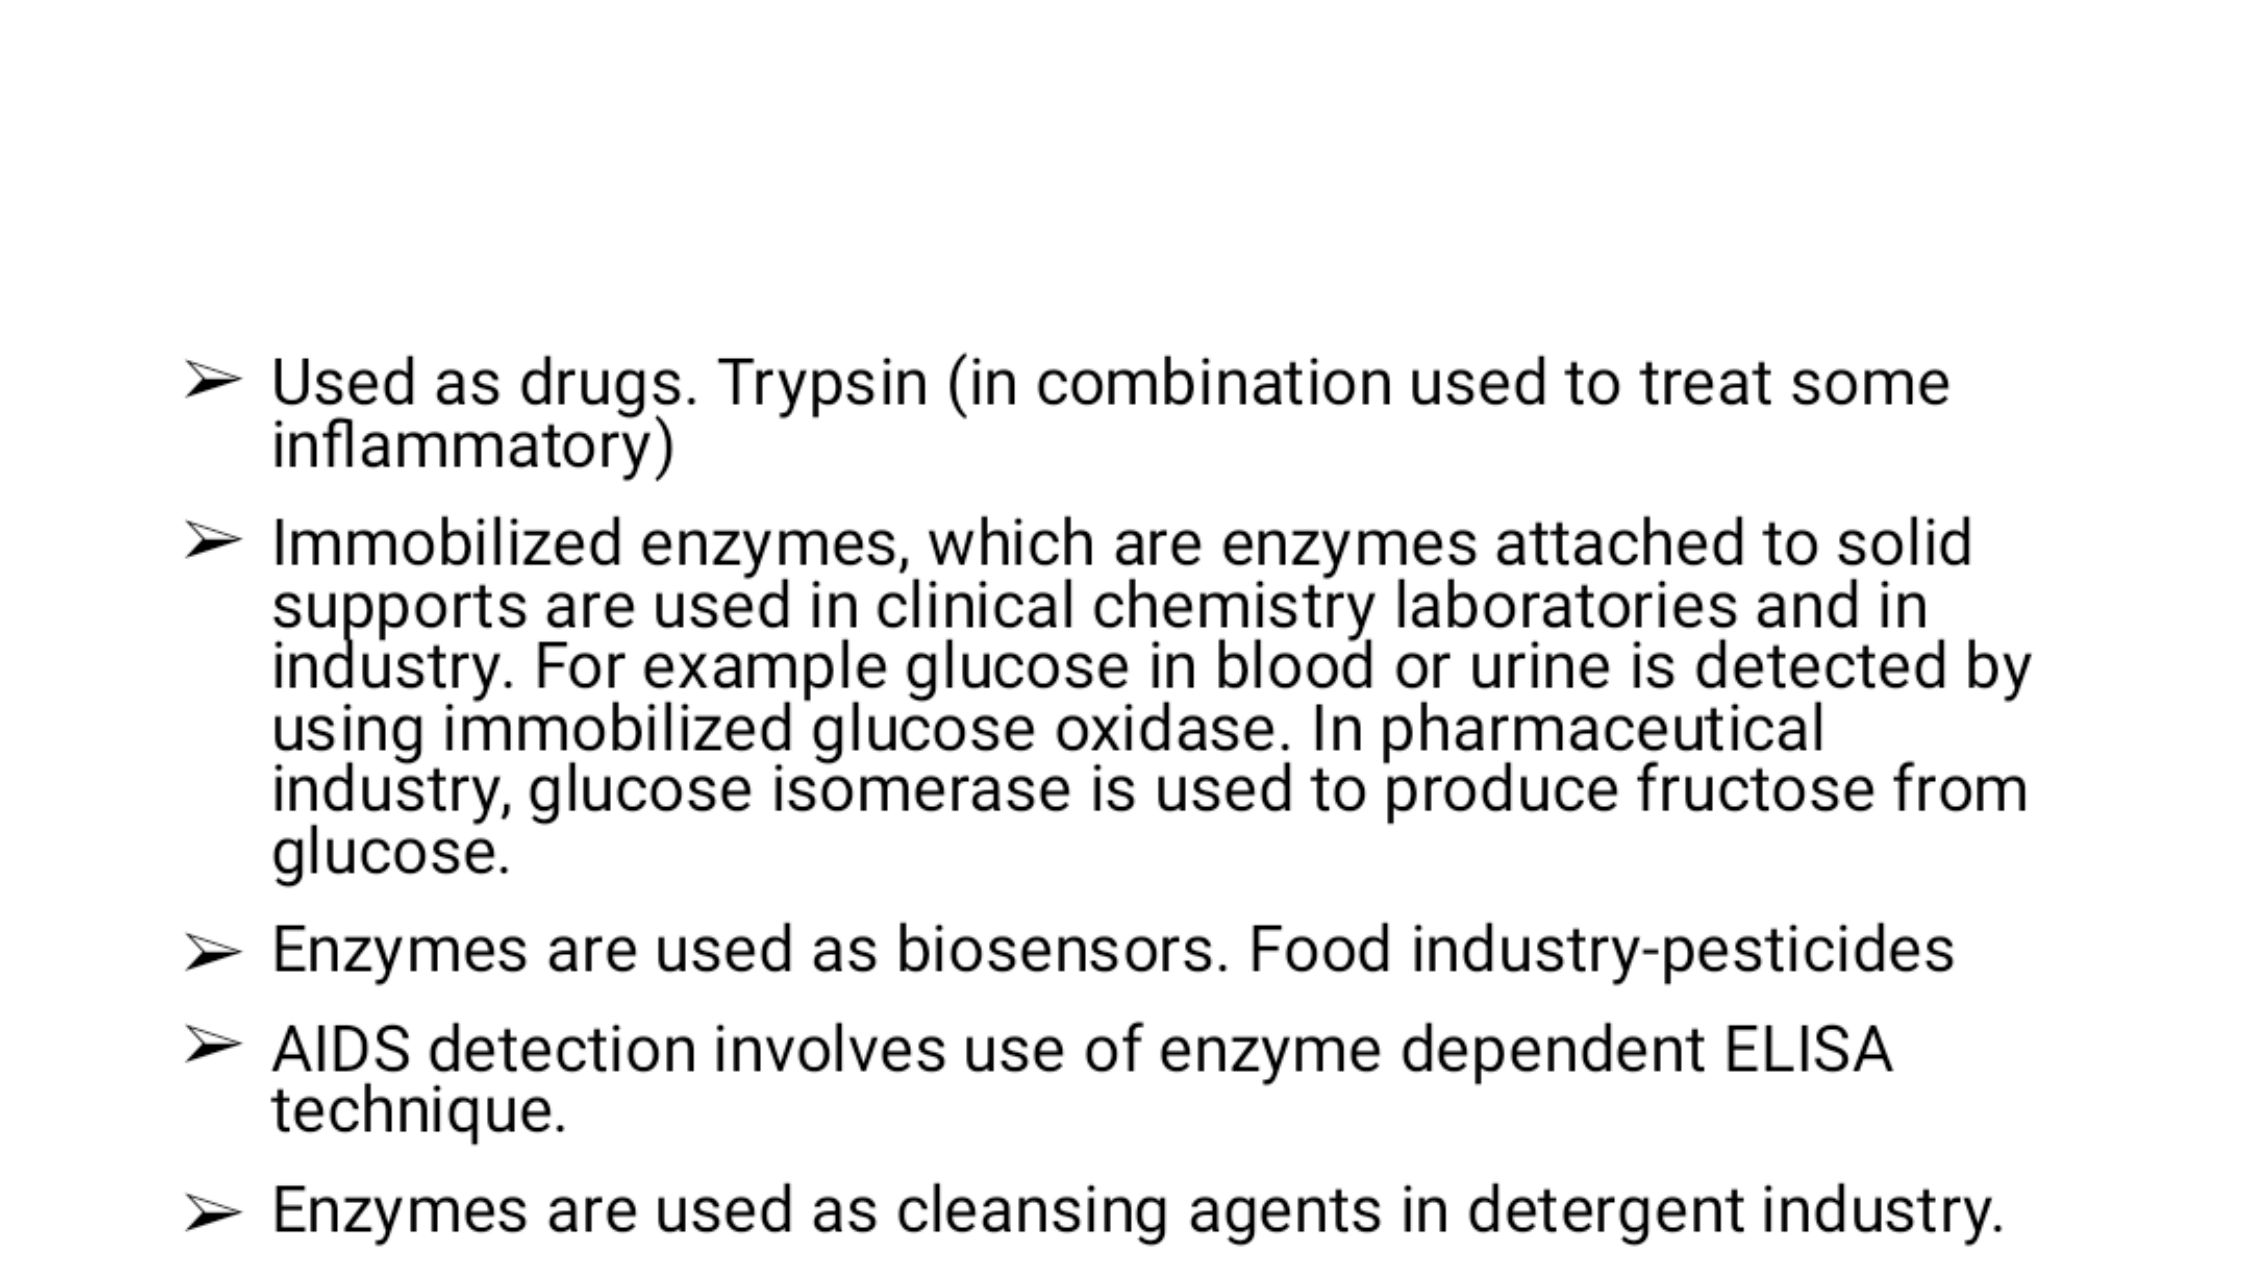 ➢ Used as drugs. Trypsin (in combination used to treat some
inflammatory)
➢ Immobilized enzymes, which are enzymes attached to solid
supports are used in clinical chemistry laboratories and in
industry. For example glucose in blood or urine is detected by
using immobilized glucose oxidase. In pharmaceutical
industry, glucose isomerase is used to produce fructose from
glucose.
➢ Enzymes are used as biosensors. Food industry-pesticides
➢ AIDS detection involves use of enzyme dependent ELISA
technique.
➢ Enzymes are used as cleansing agents in detergent industry.